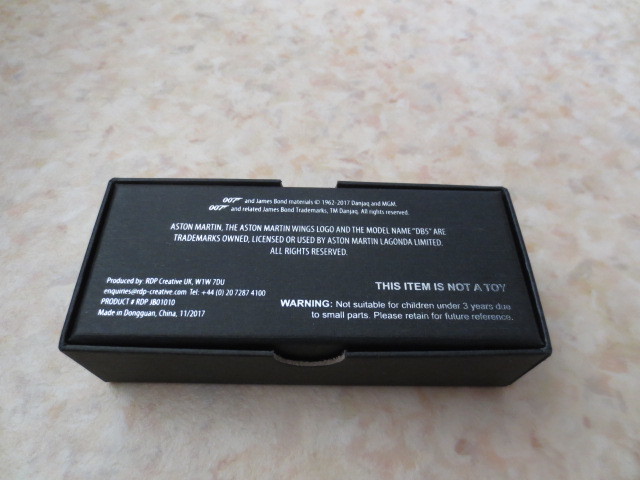 007 and James Bond materials © 1962-2017 Danjaq and MGM.
007 and related James Bond Trademarks, TM Danjaq. All rights reserved.
ASTON MARTIN, THE ASTON MARTIN WINGS LOGO AND THE MODEL NAME "DB5" ARE
TRADEMARKS OWNED, LICENSED OR USED BY ASTON MARTIN LAGONDA LIMITED.
ALL RIGHTS RESERVED.
Produced by: RDP Creative UK, W1W 7DU
enquiries@rdp-creative.com Tel: +44 (0) 20 7287 4100
PRODUCT # RDP JB01010
Made in Dongguan, China, 11/2017
THIS ITEM IS NOT A TOY
WARNING: Not suitable for children under 3 years due
to small parts. Please retain for future reference.